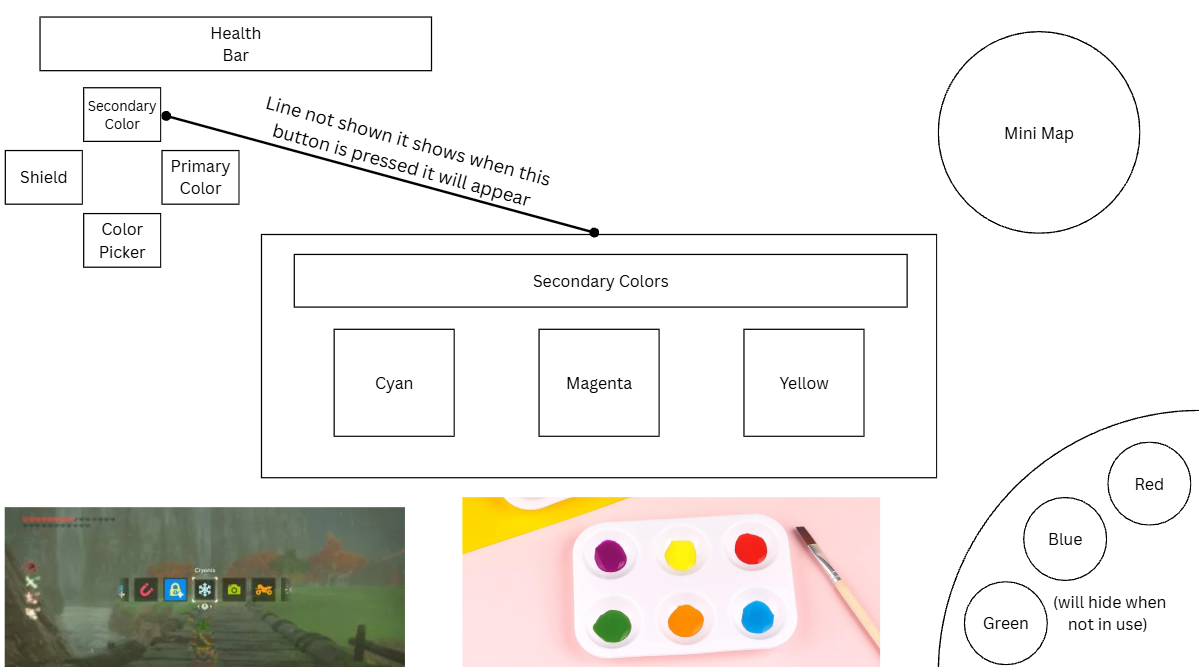 Health
Bar
Secondary
Color
Shield
Primary
Color
Color
Picker
Line not shown it shows when this
button is pressed it will appear
Mini Map
Secondary Colors
Cyan
Magenta
Yellow
Red
Blue
Green
(will hide when
not in use)
Cryonis